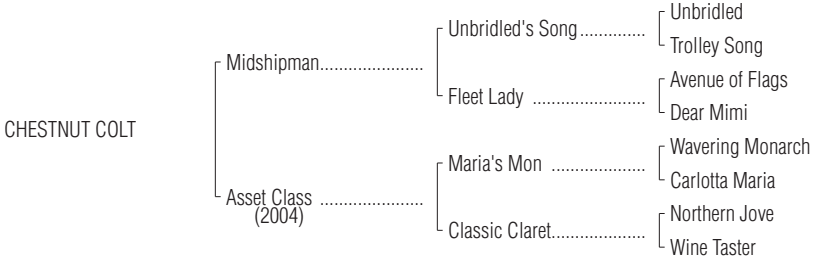 Unbridled
Unbridled's Song..............
Trolley Song
Midshipman......................
Avenue of Flags
Fleet Lady ........................
Dear Mimi
CHESTNUT COLT
Wavering Monarch
Maria's Mon ....................
Carlotta Maria
Asset Class ......................
(2004)
Northern Jove
Classic Claret....................
Wine Taster